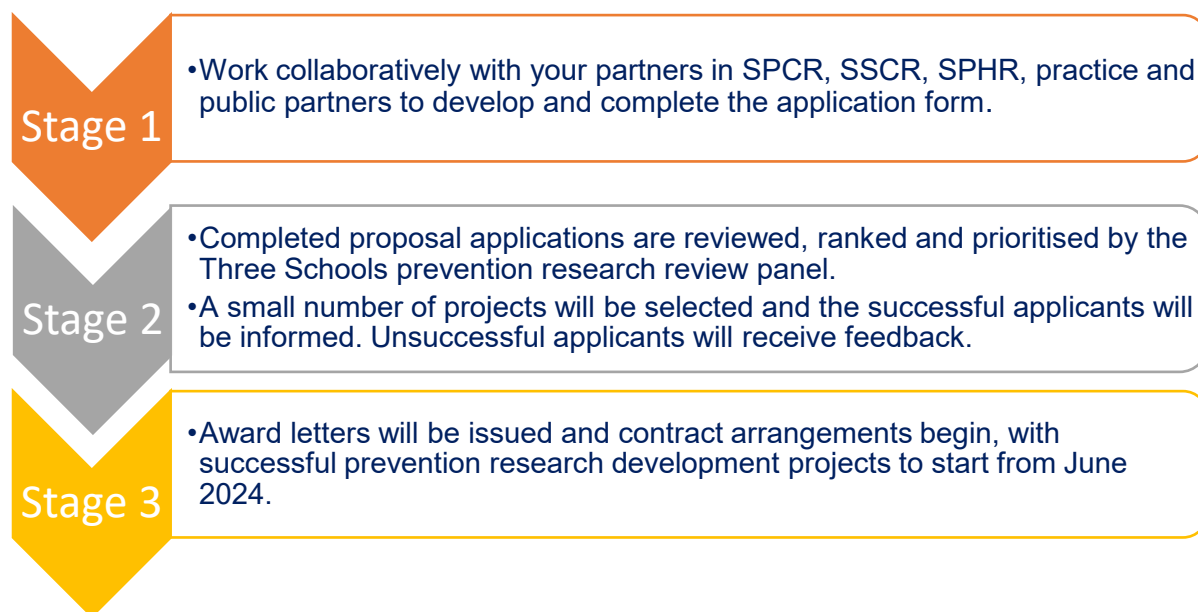 Stage 1
•Work collaboratively with your partners in SPCR, SSCR, SPHR, practice and
public partners to develop and complete the application form.
Stage 2
•Completed proposal applications are reviewed, ranked and prioritised by the
Three Schools prevention research review panel.
•A small number of projects will be selected and the successful applicants will
be informed. Unsuccessful applicants will receive feedback.
Stage 3
•Award letters will be issued and contract arrangements begin, with
successful prevention research development projects to start from June
2024.